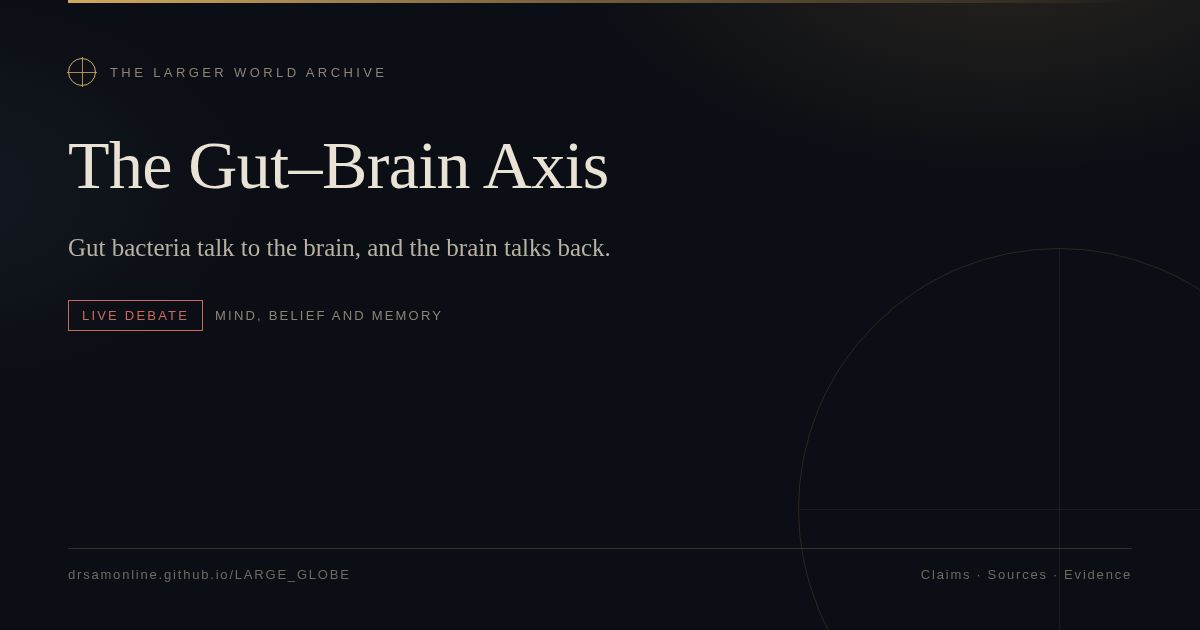 THE LARGER WORLD ARCHIVE
The Gut–Brain Axis
Gut bacteria talk to the brain, and the brain talks back.
LIVE DEBATE MIND, BELIEF AND MEMORY
drsamonline.github.io/LARGE_GLOBE
Claims · Sources · Evidence